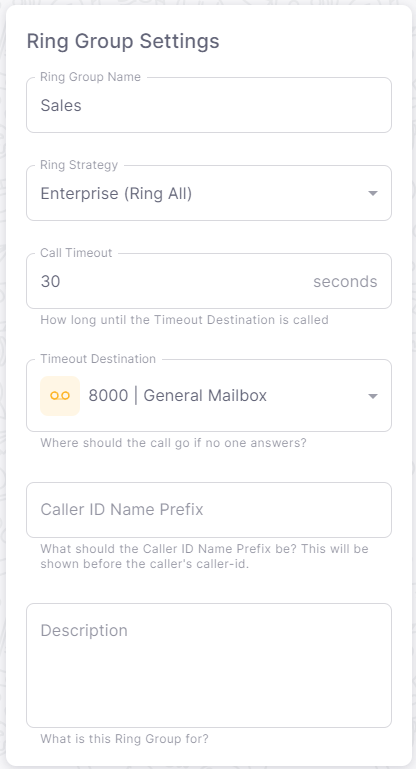 Ring Group Settings
Ring Group Name
Sales
Ring Strategy
Enterprise (Ring All)
Call Timeout
30 seconds
How long until the Timeout Destination is called
Timeout Destination
8000 | General Mailbox
Where should the call go if no one answers?
Caller ID Name Prefix
What should the Caller ID Name Prefix be? This will be
shown before the caller's caller-id.
Description
What is this Ring Group for?